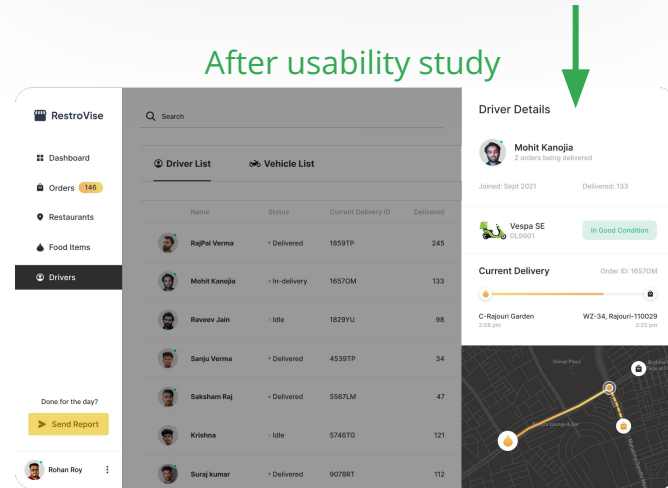 After usability study
RestroVise
Dashboard
Orders 146
Restaurants
Food Items
Drivers
Done for the day?
Send Report
Rohan Roy
Search
Driver List Vehicle List
Name Status Current Delivery ID Delivered
RajPal Verma Delivered 1859TP 245
Mohit Kanojia In-delivery 1657OM 133
Raveev Jain Idle 1829YU 98
Sanju Verma Delivered 4539TP 34
Saksham Raj Delivered 5567LM 47
Krishna Idle 5746TG 121
Suraj kumar Delivered 9078RT 112
Driver Details
Mohit Kanojia
2 orders being delivered
Joined: Sept 2021 Delivered: 133
Vespa SE
DL9901
In Good Condition
Current Delivery Order ID: 1657OM
C-Rajouri Garden WZ-34, Rajouri-110029
2:08 pm 2:25 pm
Shivaji Place
Lounge & Bar